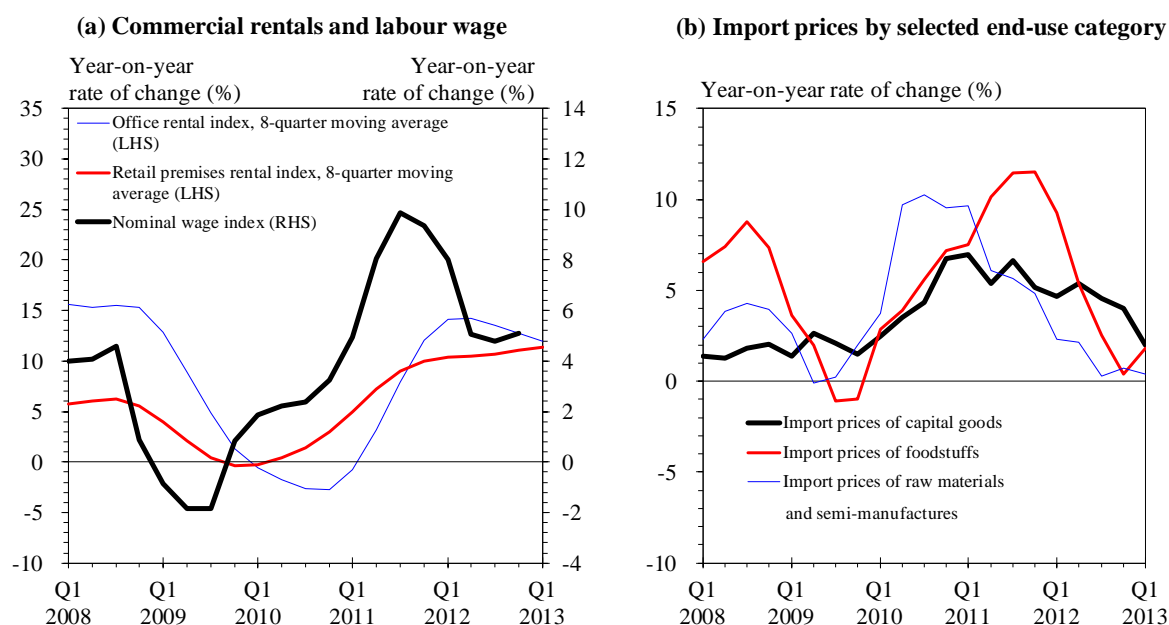 (a) Commercial rentals and labour wage
Year-on-year
rate of change (%)
Year-on-year
rate of change (%)
35
30
25
20
15
10
5
0
-5
-10
14
12
10
8
6
4
2
0
-2
-4
Office rental index, 8-quarter moving average
(LHS)
Retail premises rental index, 8-quarter moving
average (LHS)
Nominal wage index (RHS)
Q1 Q1 Q1 Q1 Q1 Q1
2008 2009 2010 2011 2012 2013
(b) Import prices by selected end-use category
Year-on-year rate of change (%)
15
10
5
0
-5
-10
Import prices of capital goods
Import prices of foodstuffs
Import prices of raw materials
and semi-manufactures
Q1 Q1 Q1 Q1 Q1 Q1
2008 2009 2010 2011 2012 2013